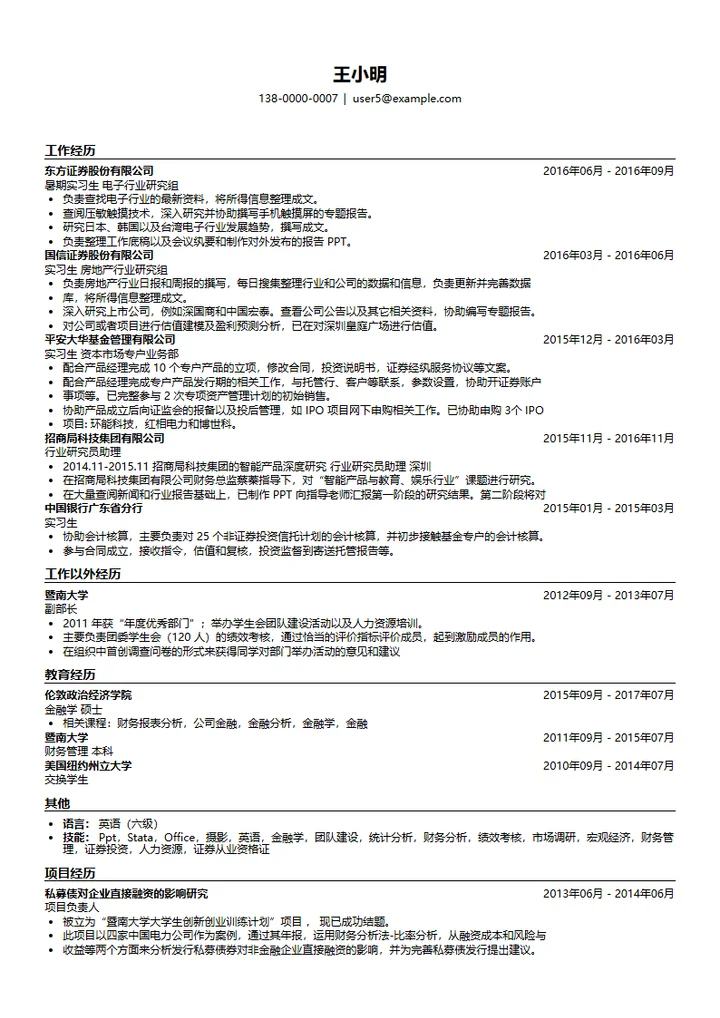 王小明
138-0000-0007 | user5@example.com
工作经历
东方证券股份有限公司 2016年06月 - 2016年09月
暑期实习生 电子行业研究组
• 负责查找电子行业的最新资料，将所得信息整理成文。
• 查阅压敏触摸技术，深入研究并协助撰写手机触摸屏的专题报告。
• 研究日本、韩国以及台湾电子行业发展趋势，撰写成文。
• 负责整理工作底稿以及会议纨要和制作对外发布的报告 PPT。
国信证券股份有限公司 2016年03月 - 2016年06月
实习生 房地产行业研究组
• 负责房地产行业日报和周报的撰写，每日搜集整理行业和公司的数据和信息，负责更新并完善数据
• 库，将所得信息整理成文。
• 深入研究上市公司，例如深国商和中国宏泰。查看公司公告以及其它相关资料，协助编写专题报告。
• 对公司或者项目进行估值建模及盈利预测分析，已在对深圳皇庭广场进行估值。
平安大华基金管理有限公司 2015年12月 - 2016年03月
实习生 资本市场专户业务部
• 配合产品经理完成 10 个专户产品的立项，修改合同，投资说明书，证券经纨服务协议等文案。
• 配合产品经理完成专户产品发行期的相关工作，与托管行、客户等联系，参数设置，协助开证券账户
• 事项等。已完整参与 2 次专项资产管理计划的初始销售。
• 协助产品成立后向证监会的报备以及投后管理，如 IPO 项目网下申购相关工作。已协助申购 3个 IPO
• 项目: 环能科技，红相电力和博世科。
招商局科技集团有限公司 2015年11月 - 2016年11月
行业研究员助理
• 2014.11-2015.11 招商局科技集团的智能产品深度研究 行业研究员助理 深圳
• 在招商局科技集团有限公司财务总监蔡蓁指导下，对“智能产品与教育、娱乐行业”课题进行研究。
• 在大量查阅新闻和行业报告基础上，已制作 PPT 向指导老师汇报第一阶段的研究结果。第二阶段将对
中国银行广东省分行 2015年01月 - 2015年03月
实习生
• 协助会计核算，主要负责对 25 个非证券投资信托计划的会计核算，并初步接触基金专户的会计核算。
• 参与合同成立，接收指令，估值和复核，投资监督到寄送托管报告等。
工作以外经历
暨南大学 2012年09月 - 2013年07月
副部长
• 2011 年获“年度优秀部门”；举办学生会团队建设活动以及人力资源培训。
• 主要负责团委学生会（120 人）的绩效考核，通过恰当的评价指标评价成员，起到激励成员的作用。
• 在组织中首创调查问卷的形式来获得同学对部门举办活动的意见和建议
教育经历
伦敦政治经济学院 2015年09月 - 2017年07月
金融学 硕士
• 相关课程：财务报表分析，公司金融，金融分析，金融学，金融
暨南大学 2011年09月 - 2015年07月
财务管理 本科
美国纽约州立大学 2010年09月 - 2014年07月
交换学生
其他
• 语言： 英语（六级）
• 技能： Ppt，Stata，Office，摄影，英语，金融学，团队建设，统计分析，财务分析，绩效考核，市场调研，宏观经济，财务管
理，证券投资，人力资源，证券从业资格证
项目经历
私募债对企业直接融资的影响研究 2013年06月 - 2014年06月
项目负责人
• 被立为“暨南大学大学生创新创业训练计划”项目， 现已成功结题。
• 此项目以四家中国电力公司作为案例，通过其年报，运用财务分析法-比率分析，从融资成本和风险与
• 收益等两个方面来分析发行私募债券对非金融企业直接融资的影响，并为完善私募债发行提出建议。